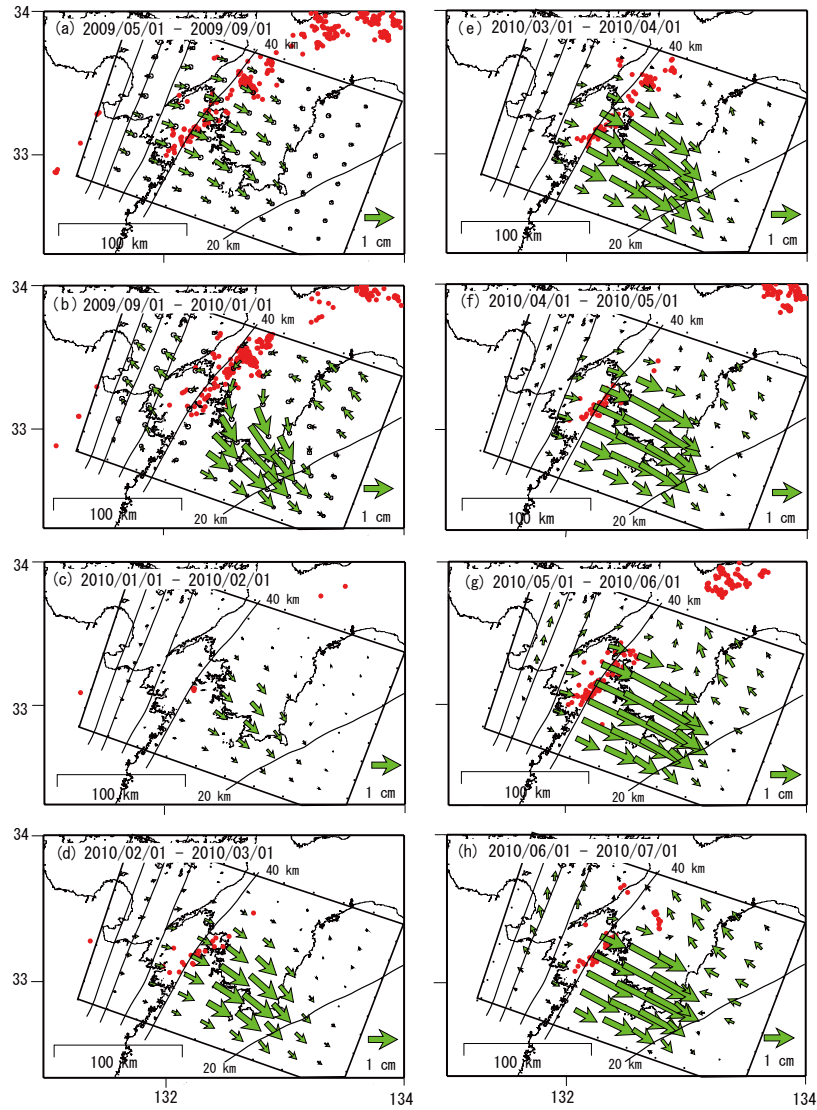 34
(a) 2009/05/01 - 2009/09/01
40 km
33
100 km
20 km
1 cm
132
34
(b) 2009/09/01 - 2010/01/01
40 km
33
100 km
20 km
1 cm
34
(c) 2010/01/01 - 2010/02/01
40 km
33
100 km
20 km
1 cm
34
(d) 2010/02/01 - 2010/03/01
40 km
33
100 km
20 km
1 cm
132
134
(e) 2010/03/01 - 2010/04/01
40 km
100 km
20 km
1 cm
(f) 2010/04/01 - 2010/05/01
40 km
100 km
20 km
1 cm
(g) 2010/05/01 - 2010/06/01
40 km
100 km
20 km
1 cm
(h) 2010/06/01 - 2010/07/01
40 km
100 km
20 km
1 cm
132
134